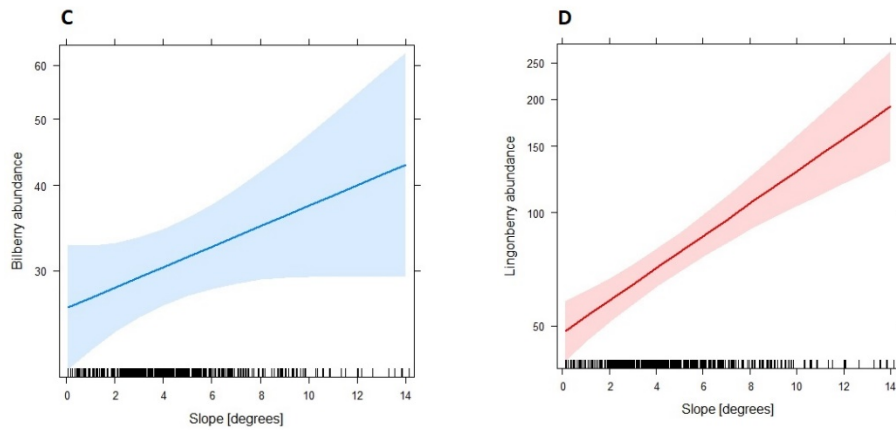 C
60
50
40
30
Bilberry abundance
0 2 4 6 8 10 12 14
Slope [degrees]
D
250
200
150
100
50
Lingonberry abundance
0 2 4 6 8 10 12 14
Slope [degrees]